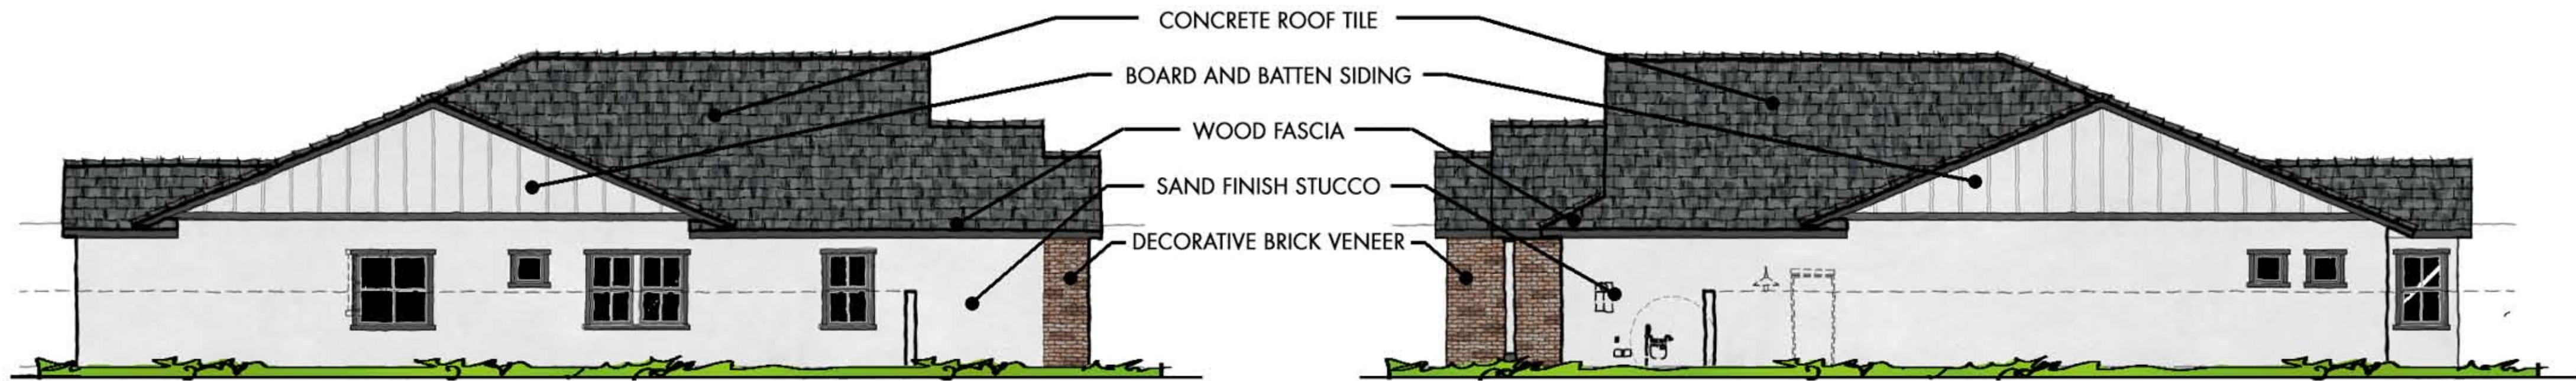 CONCRETE ROOF TILE
BOARD AND BATTEN SIDING
WOOD FASCIA
SAND FINISH STUCCO
DECORATIVE BRICK VENEER